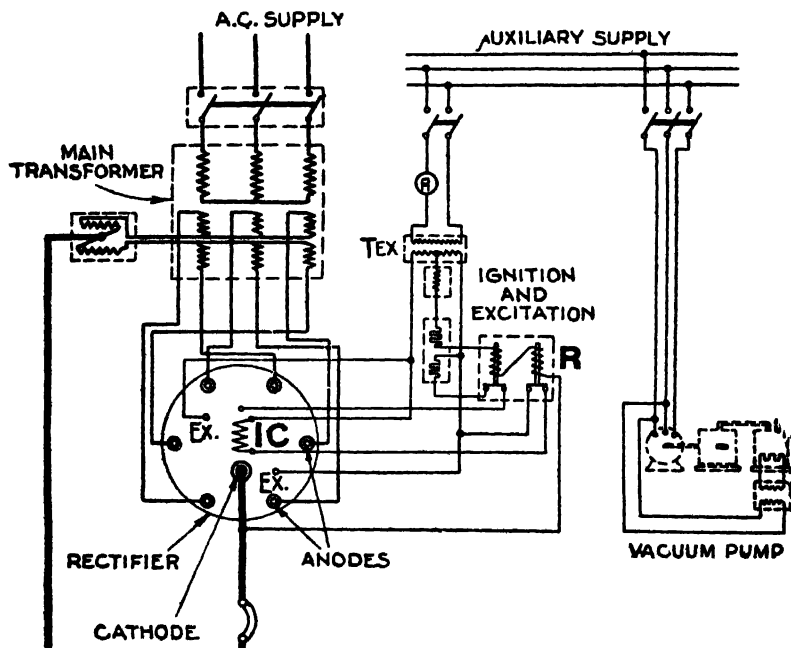 A.C. SUPPLY
AUXILIARY SUPPLY
MAIN
TRANSFORMER
TEX
IGNITION
AND
EXCITATION
R
A
EX.
IC
EX.
RECTIFIER
ANODES
CATHODE
VACUUM PUMP